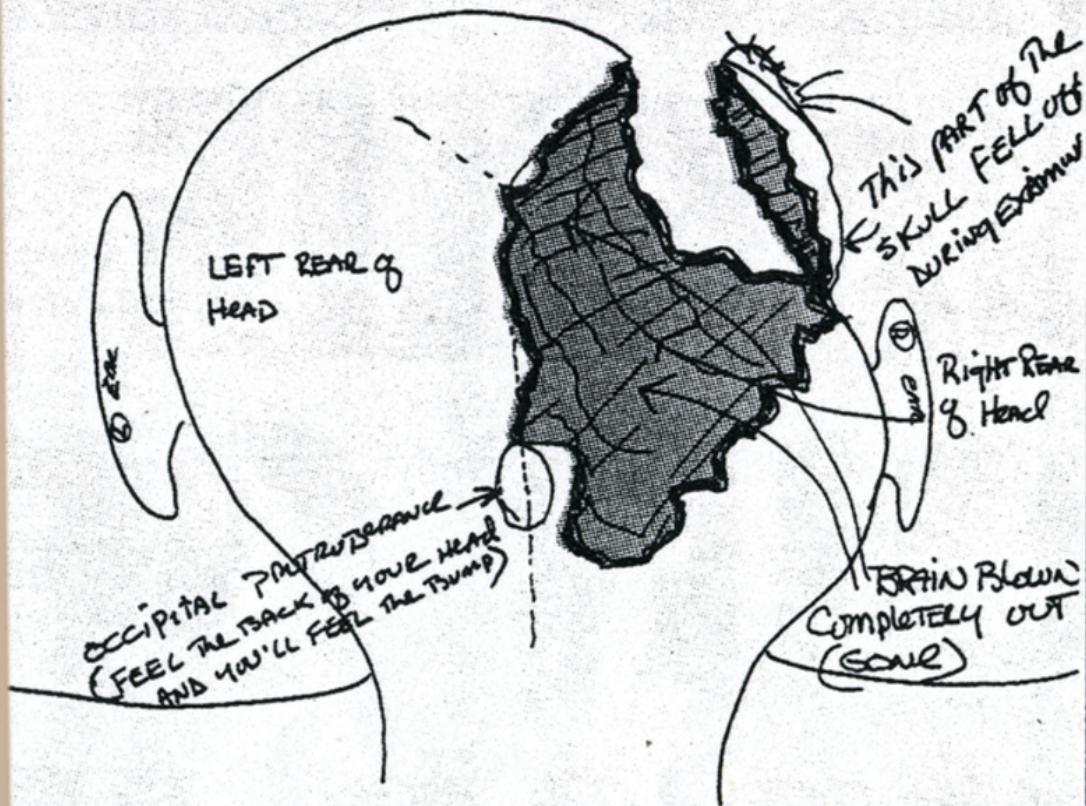 This PART of The
SKULL FELL OFF
DURING EXAMIN
LEFT REAR of
HEAD
L EAR
R EAR
Right REAR
of Head
OCCIPITAL PROTRUBERANCE
(FEEL The BACK of YOUR HEAD
AND YOU'LL FEEL The BUMP)
BRAIN BLOWN
COMPLETELY OUT
(GONE)